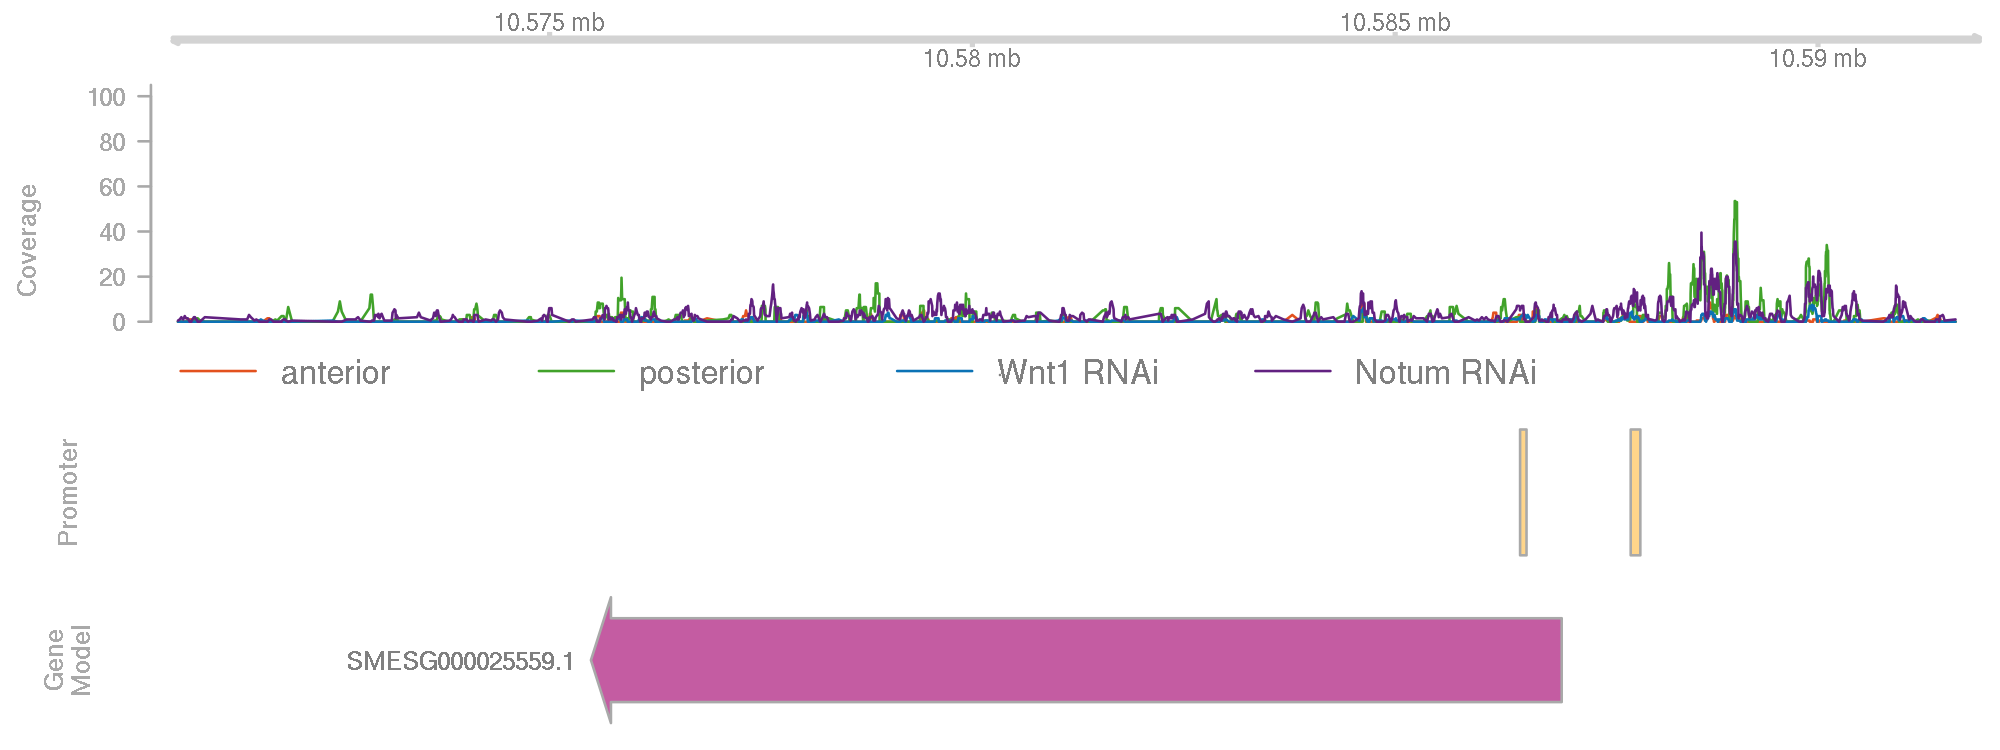 10.575 mb
10.585 mb
10.58 mb
10.59 mb
Coverage
100
80
60
40
20
0
anterior
posterior
Wnt1 RNAi
Notum RNAi
Promoter
Gene
Model
SMESG000025559.1